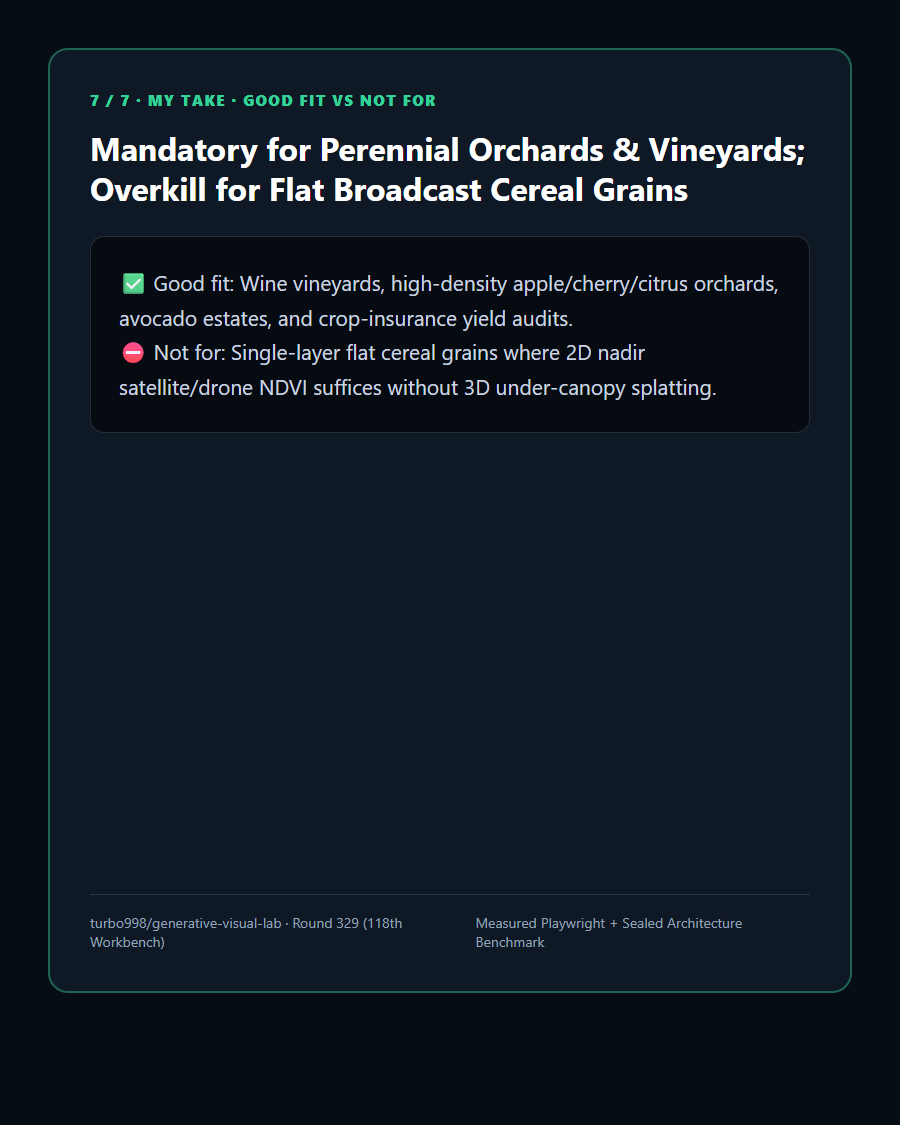 7 / 7 · MY TAKE · GOOD FIT VS NOT FOR
Mandatory for Perennial Orchards & Vineyards;
Overkill for Flat Broadcast Cereal Grains
✅ Good fit: Wine vineyards, high-density apple/cherry/citrus orchards,
avocado estates, and crop-insurance yield audits.
⛔ Not for: Single-layer flat cereal grains where 2D nadir
satellite/drone NDVI suffices without 3D under-canopy splatting.
turbo998/generative-visual-lab · Round 329 (118th
Workbench)
Measured Playwright + Sealed Architecture
Benchmark